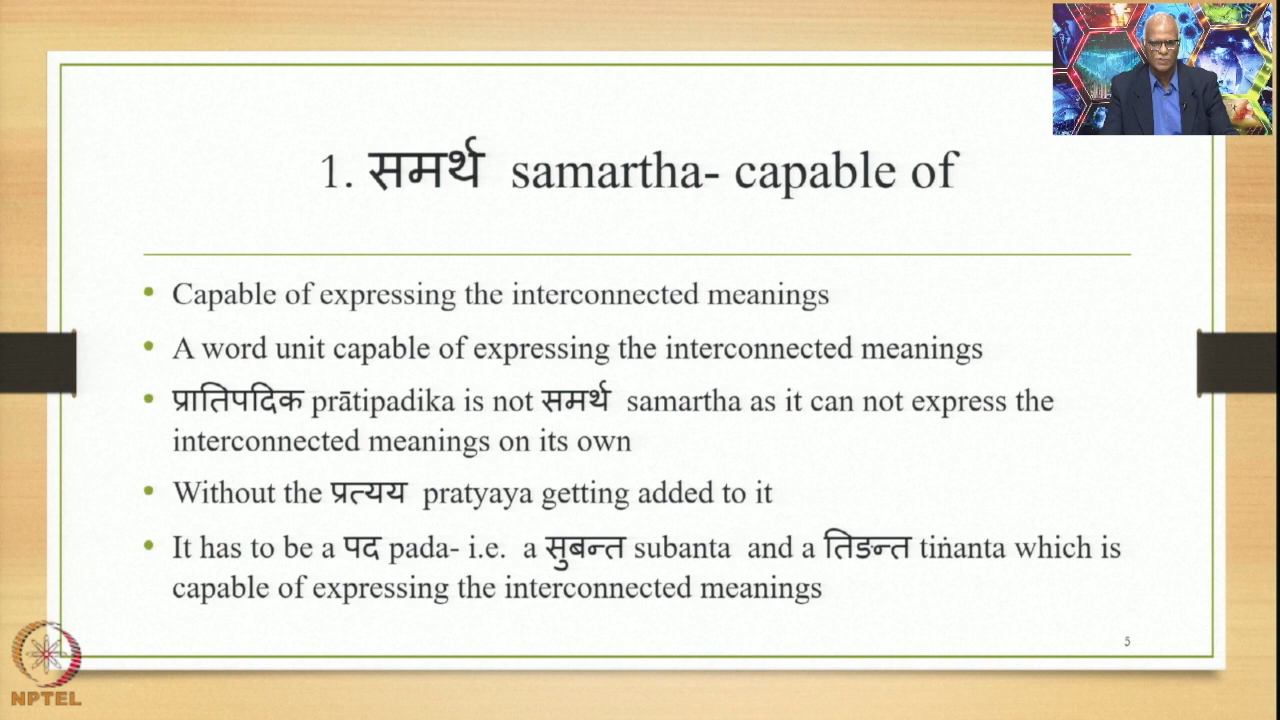 1. समर्थ samartha- capable of
• Capable of expressing the interconnected meanings
• A word unit capable of expressing the interconnected meanings
• प्रातिपदिक prātipadika is not समर्थ samartha as it can not express the
interconnected meanings on its own
• Without the प्रत्यय pratyaya getting added to it
• It has to be a पद pada- i.e. a सुबन्त subanta and a तिङन्त tiṅanta which is
capable of expressing the interconnected meanings
5
NPTEL